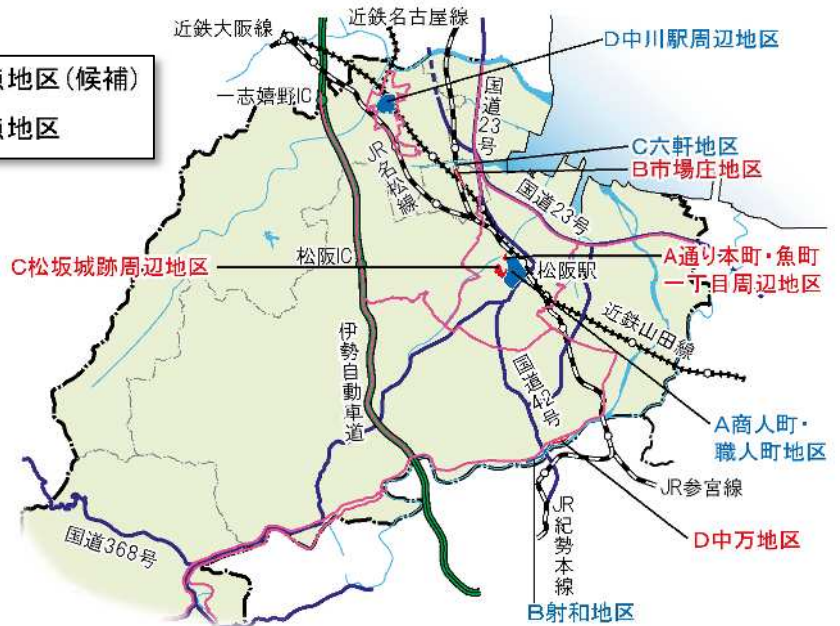 近鉄大阪線
近鉄名古屋線
D中川駅周辺地区
地区(候補)
地区
一志嬉野IC
国道23号
JR名松線
C六軒地区
B市場庄地区
国道23号
C松坂城跡周辺地区
松阪IC
松阪駅
A通り本町・魚町
一丁目周辺地区
近鉄山田線
伊勢自動車道
国道42号
A商人町・
職人町地区
JR参宮線
JR紀勢本線
D中万地区
国道368号
B射和地区